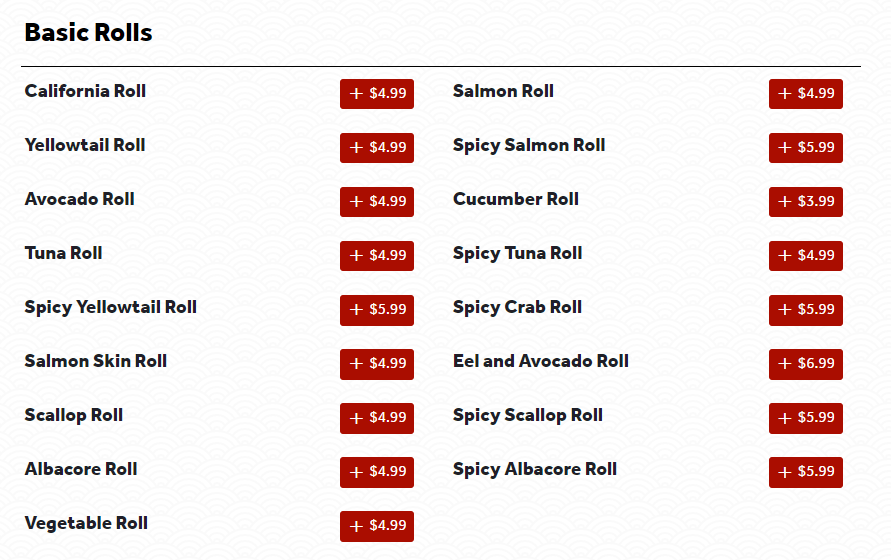 Basic Rolls
California Roll + $4.99 Salmon Roll + $4.99
Yellowtail Roll + $4.99 Spicy Salmon Roll + $5.99
Avocado Roll + $4.99 Cucumber Roll + $3.99
Tuna Roll + $4.99 Spicy Tuna Roll + $4.99
Spicy Yellowtail Roll + $5.99 Spicy Crab Roll + $5.99
Salmon Skin Roll + $4.99 Eel and Avocado Roll + $6.99
Scallop Roll + $4.99 Spicy Scallop Roll + $5.99
Albacore Roll + $4.99 Spicy Albacore Roll + $5.99
Vegetable Roll + $4.99